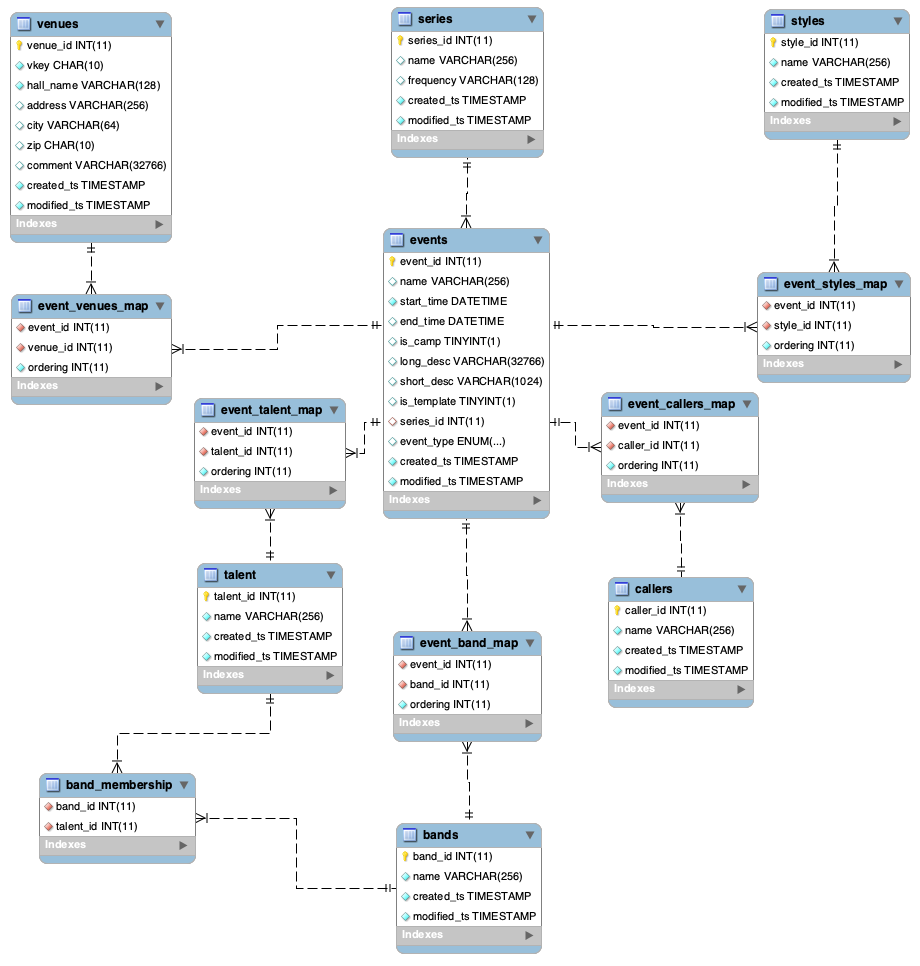 venues
venue_id INT(11)
vkey CHAR(10)
hall_name VARCHAR(128)
address VARCHAR(256)
city VARCHAR(64)
zip CHAR(10)
comment VARCHAR(32766)
created_ts TIMESTAMP
modified_ts TIMESTAMP
Indexes
series
series_id INT(11)
name VARCHAR(256)
frequency VARCHAR(128)
created_ts TIMESTAMP
modified_ts TIMESTAMP
Indexes
styles
style_id INT(11)
name VARCHAR(256)
created_ts TIMESTAMP
modified_ts TIMESTAMP
Indexes
event_venues_map
event_id INT(11)
venue_id INT(11)
ordering INT(11)
Indexes
events
event_id INT(11)
name VARCHAR(256)
start_time DATETIME
end_time DATETIME
is_camp TINYINT(1)
long_desc VARCHAR(32766)
short_desc VARCHAR(1024)
is_template TINYINT(1)
series_id INT(11)
event_type ENUM(...)
created_ts TIMESTAMP
modified_ts TIMESTAMP
Indexes
event_styles_map
event_id INT(11)
style_id INT(11)
ordering INT(11)
Indexes
event_talent_map
event_id INT(11)
talent_id INT(11)
ordering INT(11)
Indexes
event_callers_map
event_id INT(11)
caller_id INT(11)
ordering INT(11)
Indexes
talent
talent_id INT(11)
name VARCHAR(256)
created_ts TIMESTAMP
modified_ts TIMESTAMP
Indexes
callers
caller_id INT(11)
name VARCHAR(256)
created_ts TIMESTAMP
modified_ts TIMESTAMP
Indexes
event_band_map
event_id INT(11)
band_id INT(11)
ordering INT(11)
Indexes
band_membership
band_id INT(11)
talent_id INT(11)
Indexes
bands
band_id INT(11)
name VARCHAR(256)
created_ts TIMESTAMP
modified_ts TIMESTAMP
Indexes